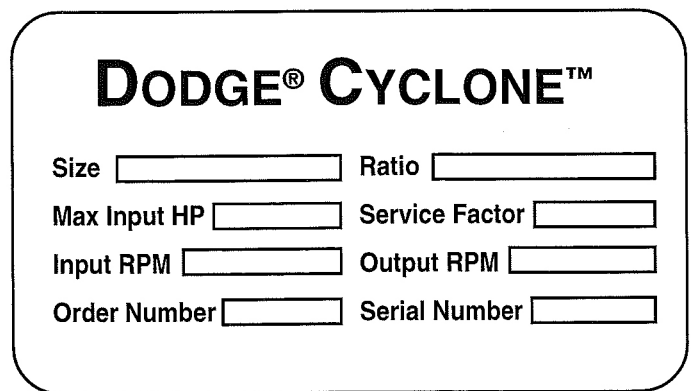 DODGE® CYCLONE™
Size Ratio
Max Input HP Service Factor
Input RPM Output RPM
Order Number Serial Number